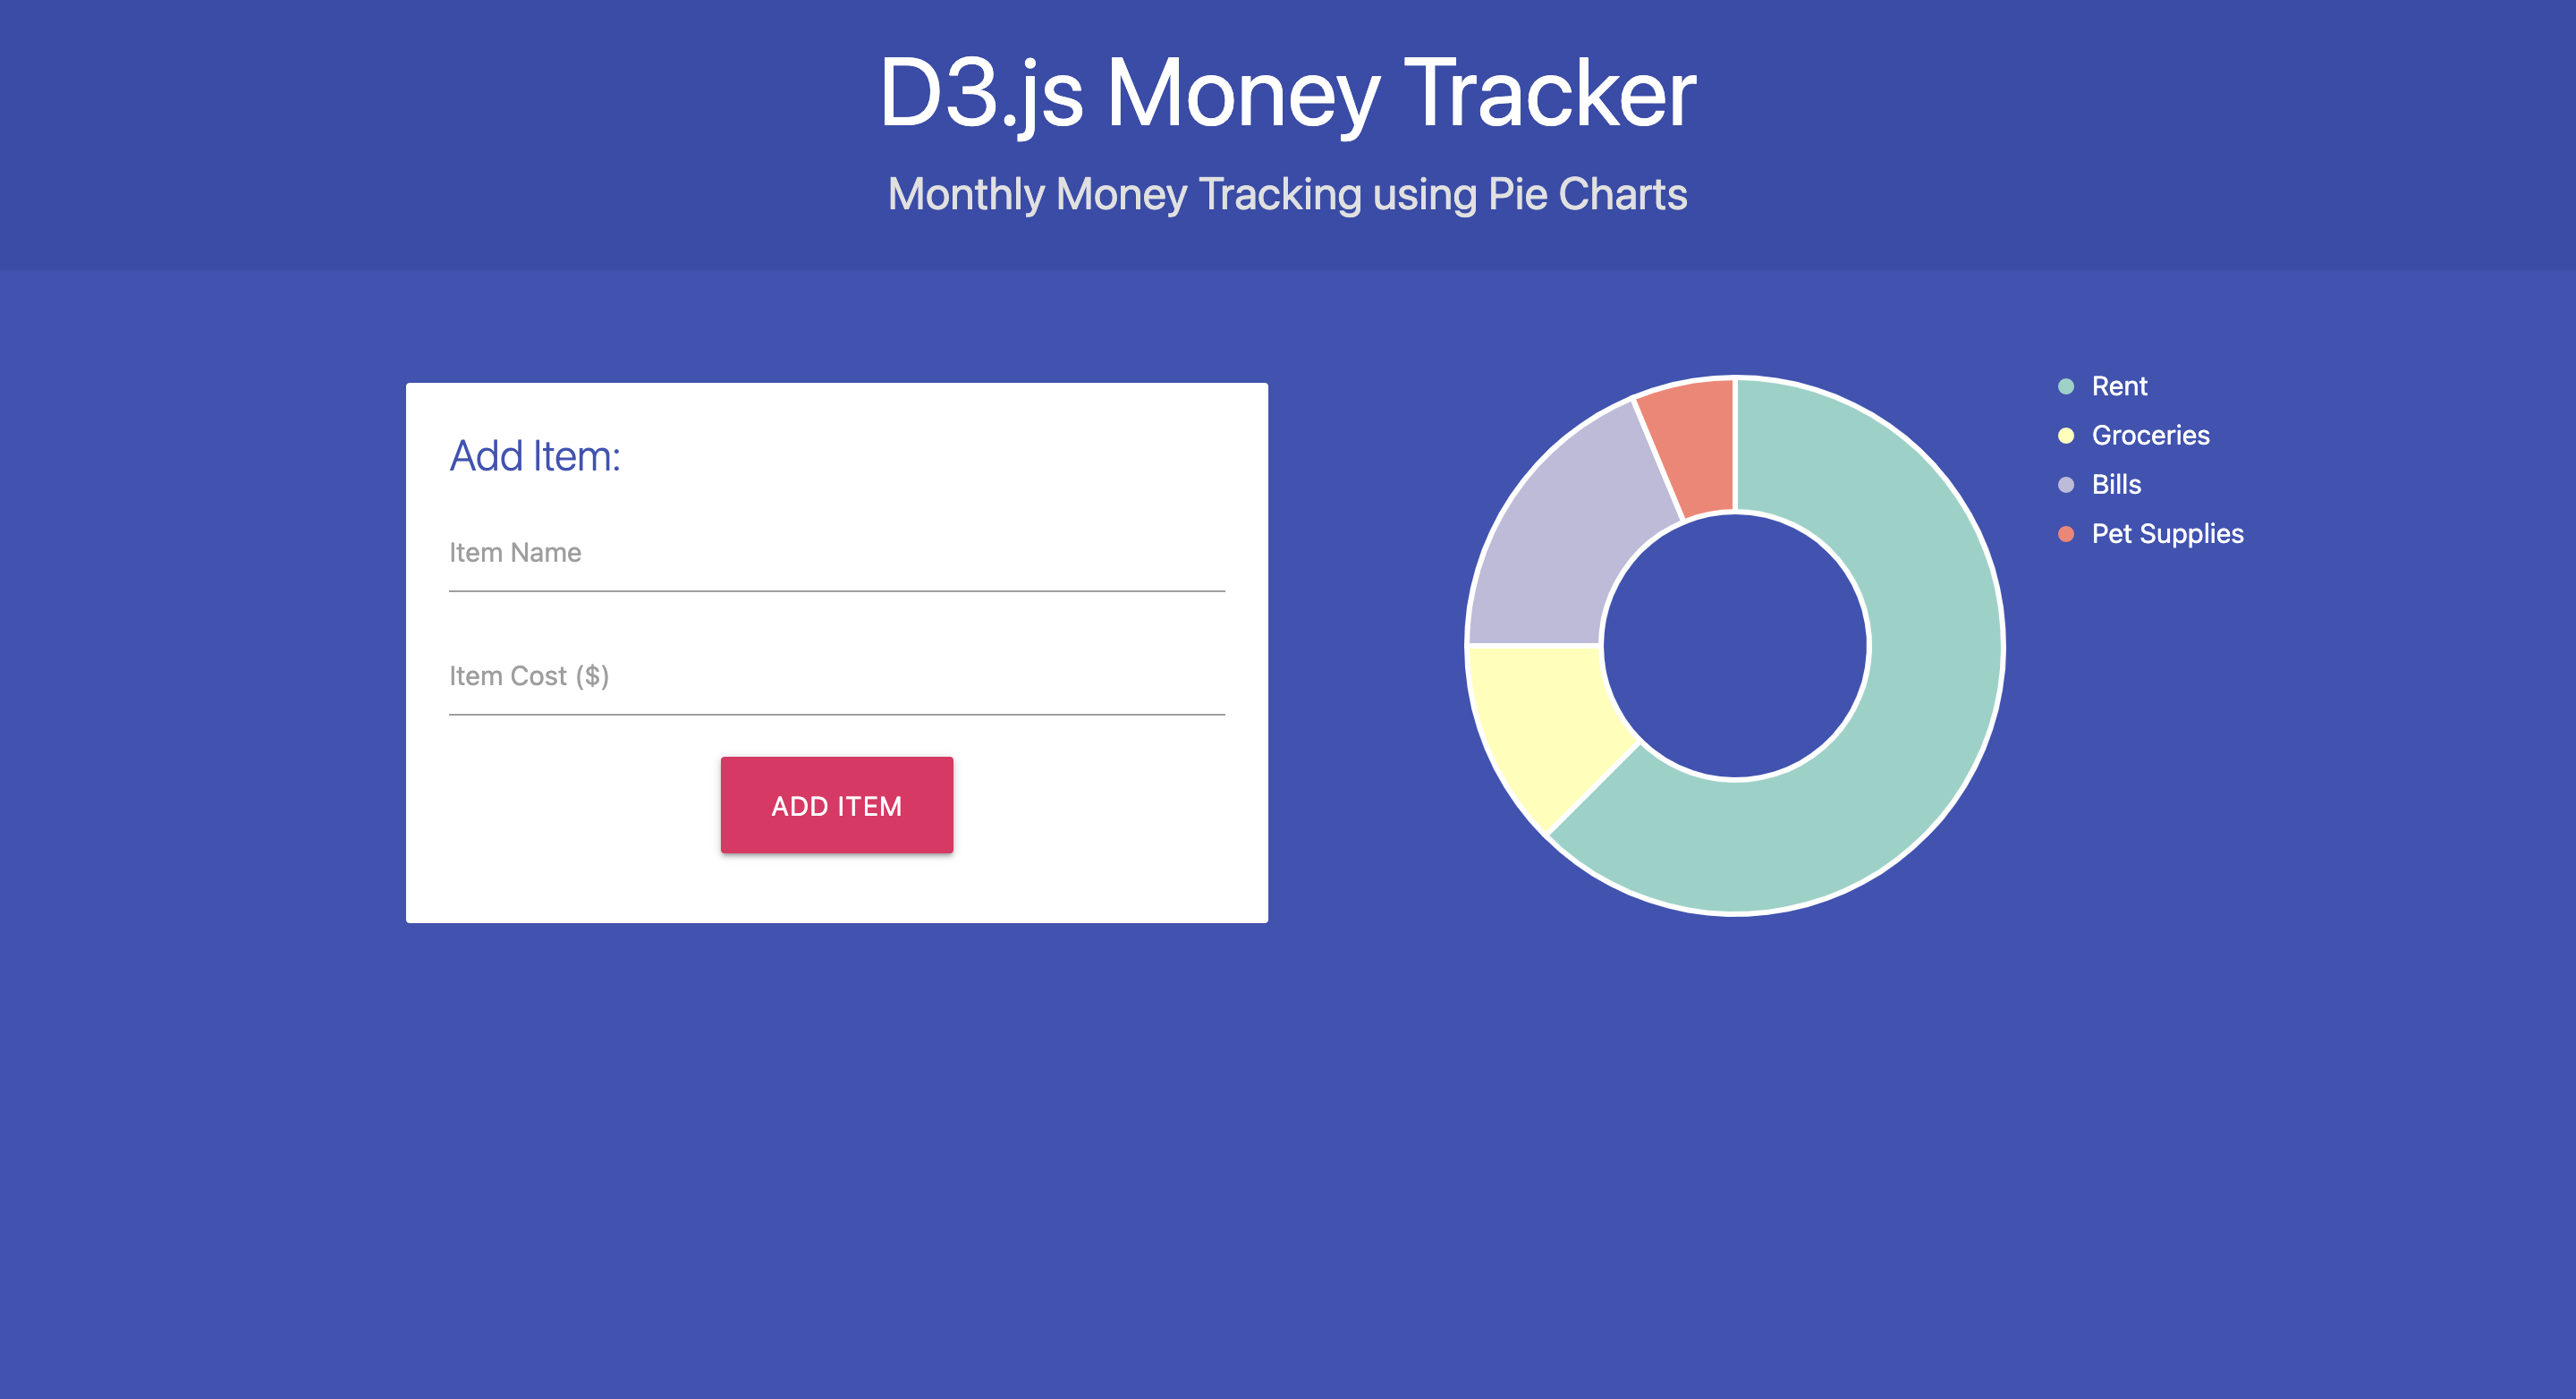 D3.js Money Tracker
Monthly Money Tracking using Pie Charts
Add Item:
Item Name
Item Cost ($)
ADD ITEM
Rent
Groceries
Bills
Pet Supplies